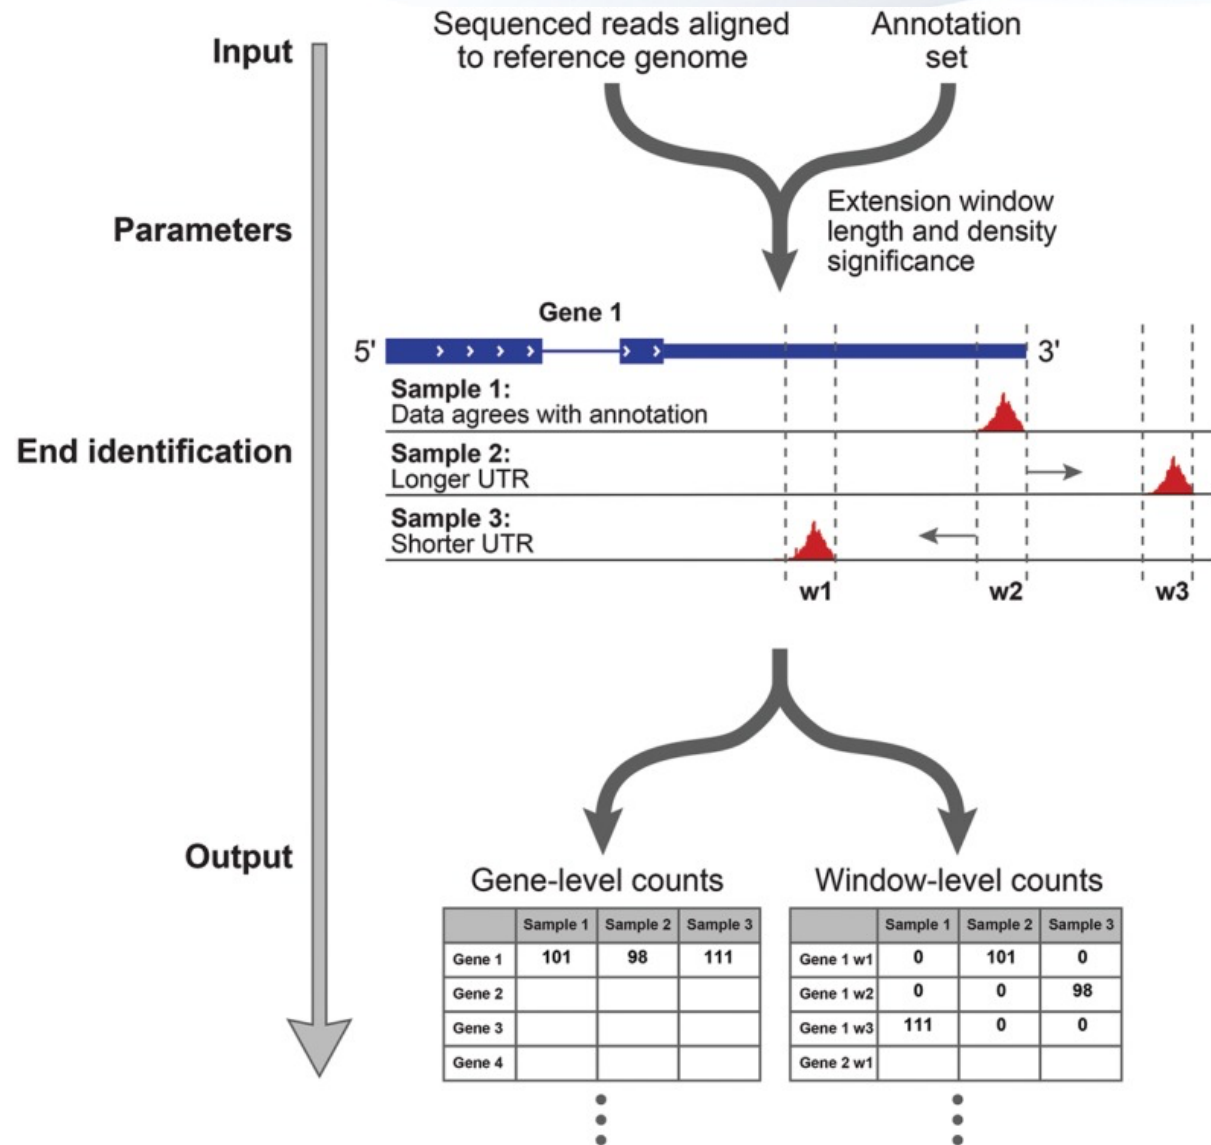 Input
Sequenced reads aligned
to reference genome
Annotation
set
Parameters
Extension window
length and density
significance
Gene 1
5'
3'
End identification
Sample 1:
Data agrees with annotation
Sample 2:
Longer UTR
Sample 3:
Shorter UTR
w1 w2 w3
Output
Gene-level counts
Sample 1 Sample 2 Sample 3
Gene 1 101 98 111
Gene 2
Gene 3
Gene 4
Window-level counts
Sample 1 Sample 2 Sample 3
Gene 1 w1 0 101 0
Gene 1 w2 0 0 98
Gene 1 w3 111 0 0
Gene 2 w1